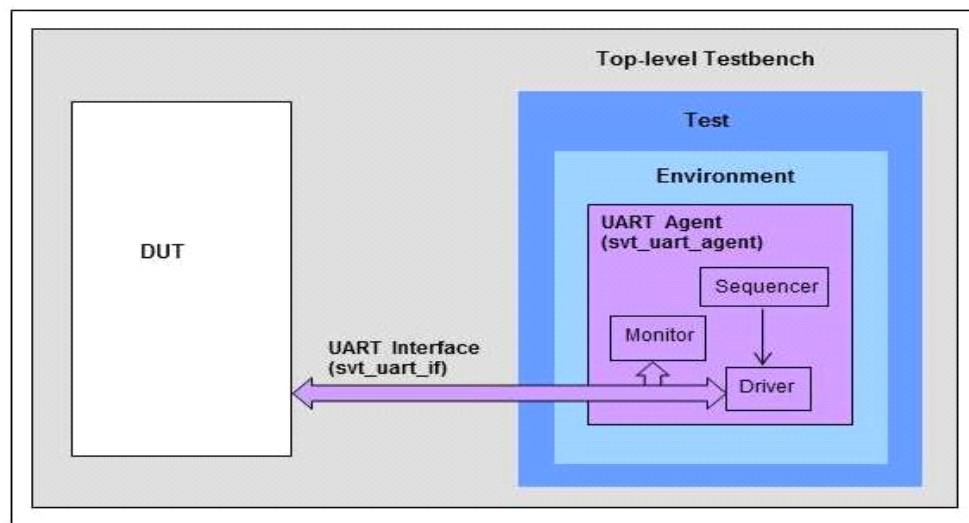 Top-level Testbench
Test
Environment
UART Agent
(svt_uart_agent)
Sequencer
Monitor
Driver
DUT
UART Interface
(svt_uart_if)